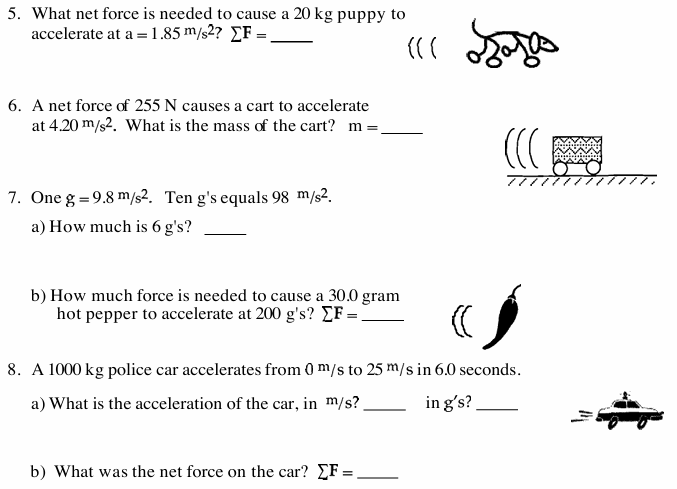 5. What net force is needed to cause a 20 kg puppy to
accelerate at a = 1.85 m/s²? ΣF = _____
6. A net force of 255 N causes a cart to accelerate
at 4.20 m/s². What is the mass of the cart? m = _____
7. One g = 9.8 m/s². Ten g's equals 98 m/s².
a) How much is 6 g's? _____
b) How much force is needed to cause a 30.0 gram
hot pepper to accelerate at 200 g's? ΣF = _____
8. A 1000 kg police car accelerates from 0 m/s to 25 m/s in 6.0 seconds.
a) What is the acceleration of the car, in m/s? _____ in g's? _____
b) What was the net force on the car? ΣF = _____